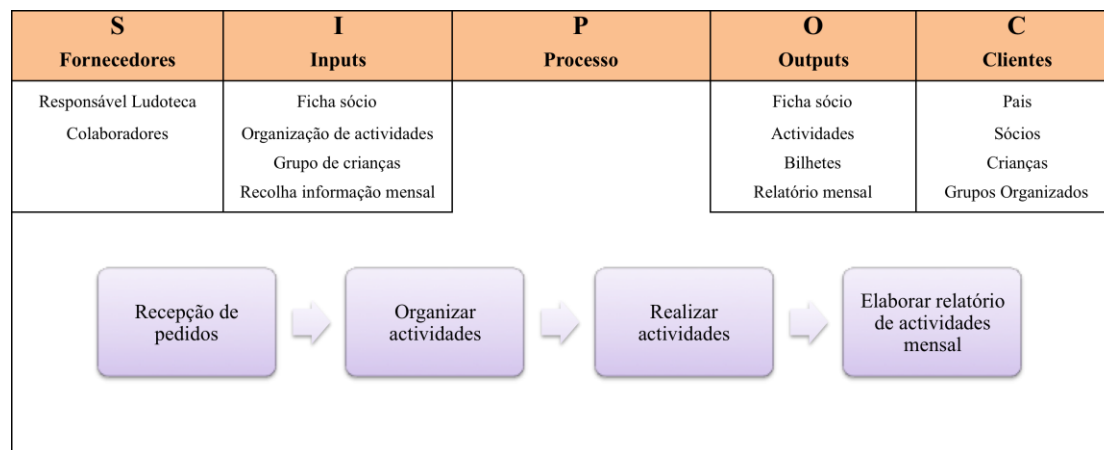 S
Fornecedores
I
Inputs
P
Processo
O
Outputs
C
Clientes
Responsável Ludoteca
Colaboradores
Ficha sócio
Organização de actividades
Grupo de crianças
Recolha informação mensal
Ficha sócio
Actividades
Bilhetes
Relatório mensal
Pais
Sócios
Crianças
Grupos Organizados
Recepção de
pedidos
Organizar
actividades
Realizar
actividades
Elaborar relatório
de actividades
mensal